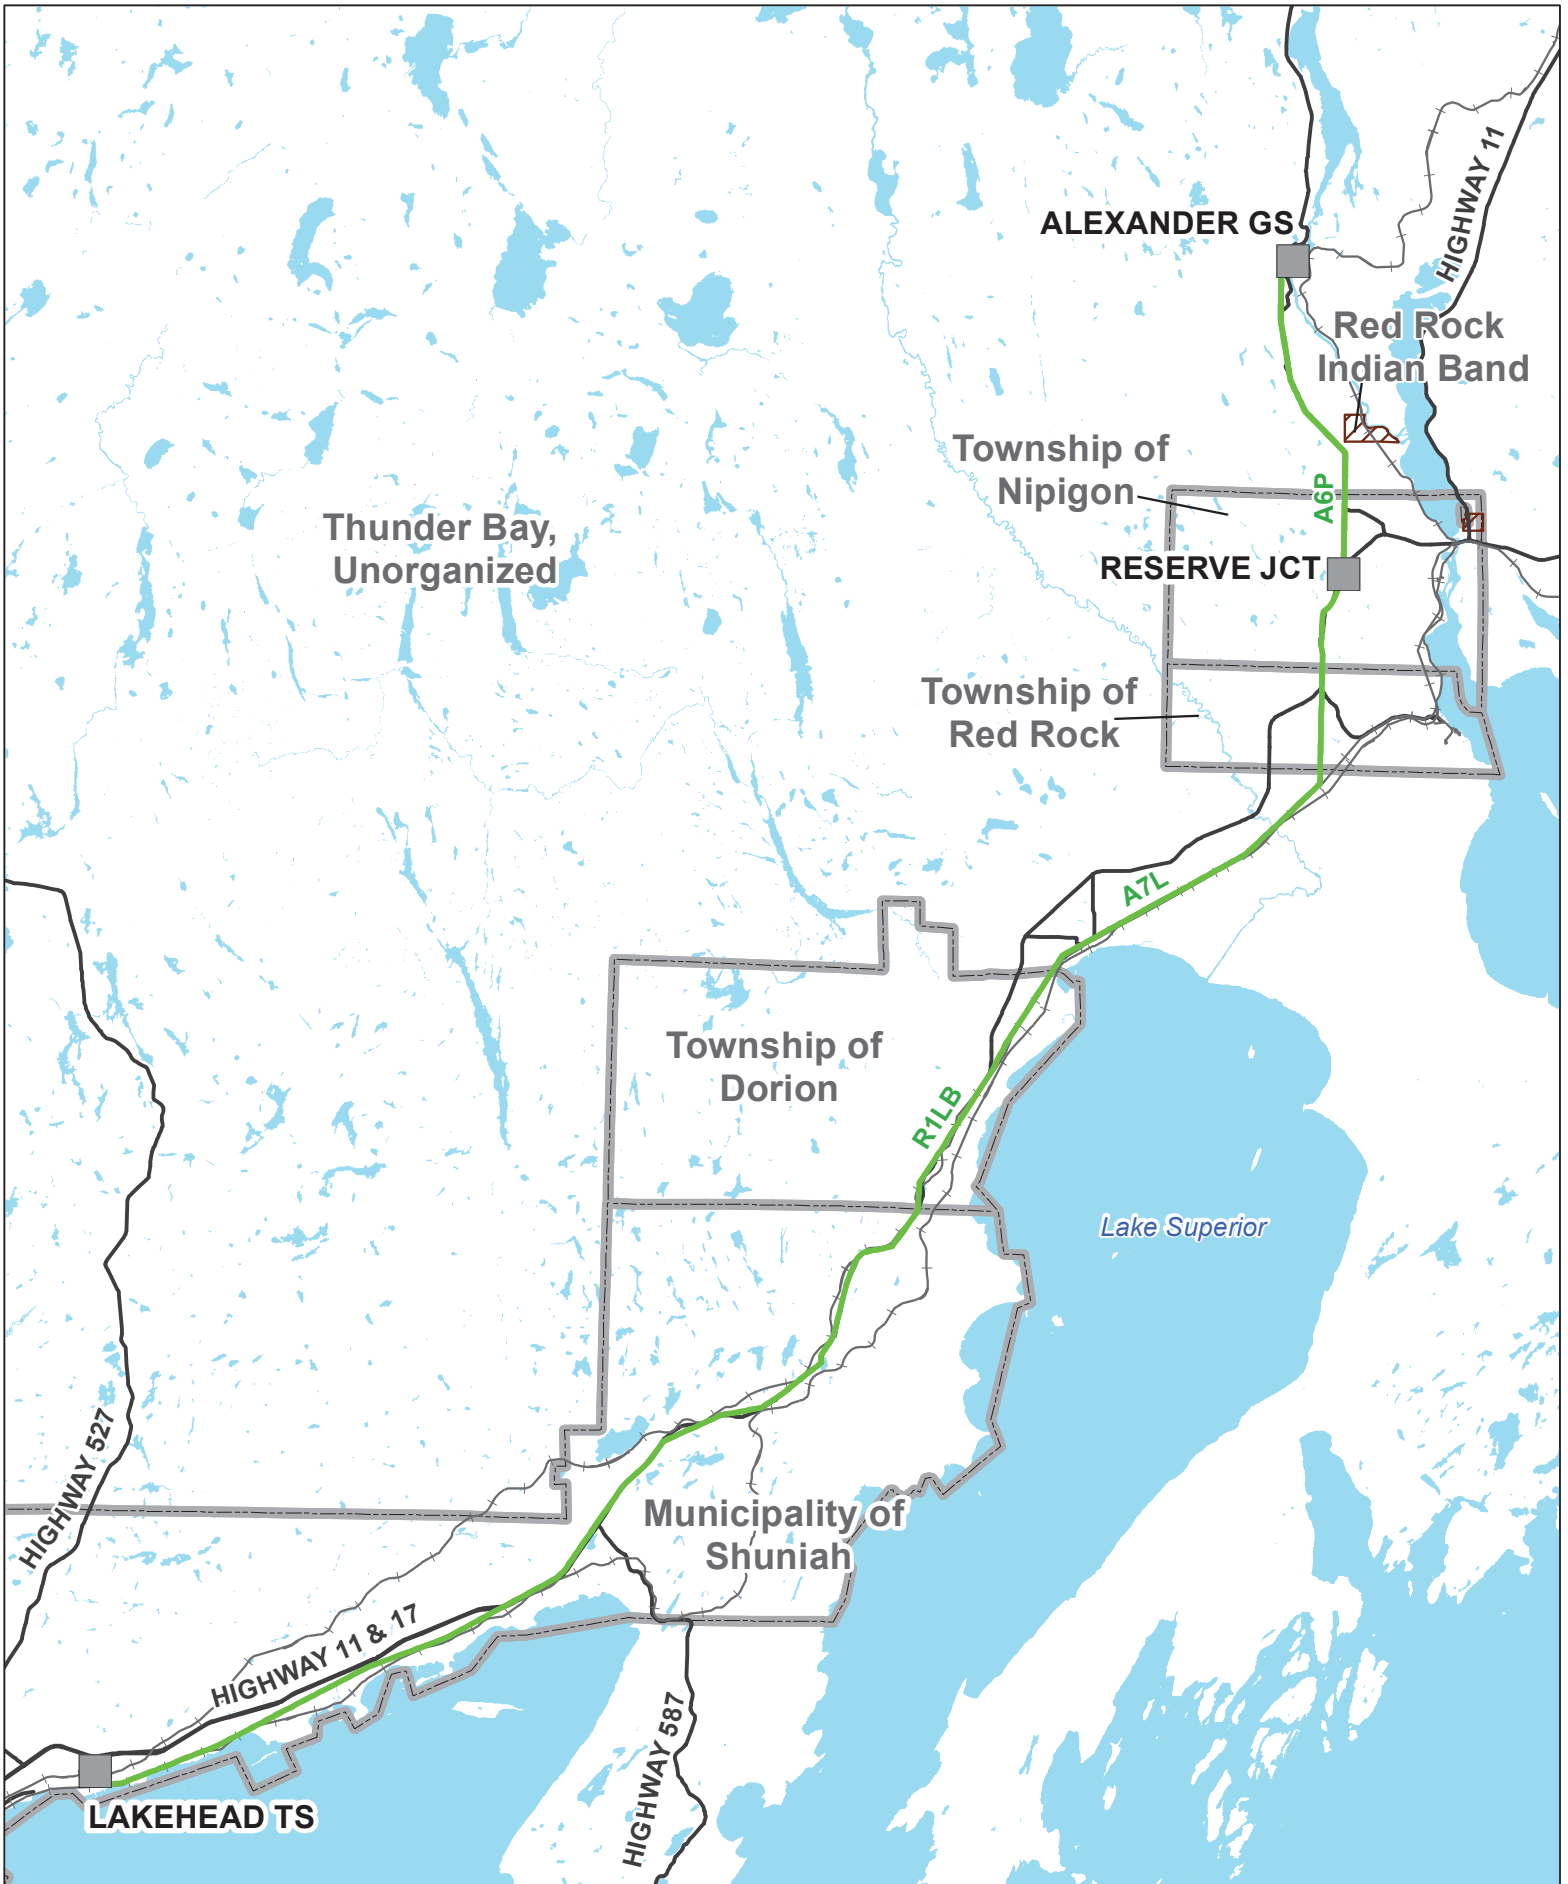 ALEXANDER GS
HIGHWAY 11
Red Rock
Indian Band
Township of
Nipigon
A6P
Thunder Bay,
Unorganized
RESERVE JCT
Township of
Red Rock
A7L
Township of
Dorion
R1LB
Lake Superior
HIGHWAY 527
Municipality of
Shuniah
HIGHWAY 11 & 17
HIGHWAY 587
LAKEHEAD TS